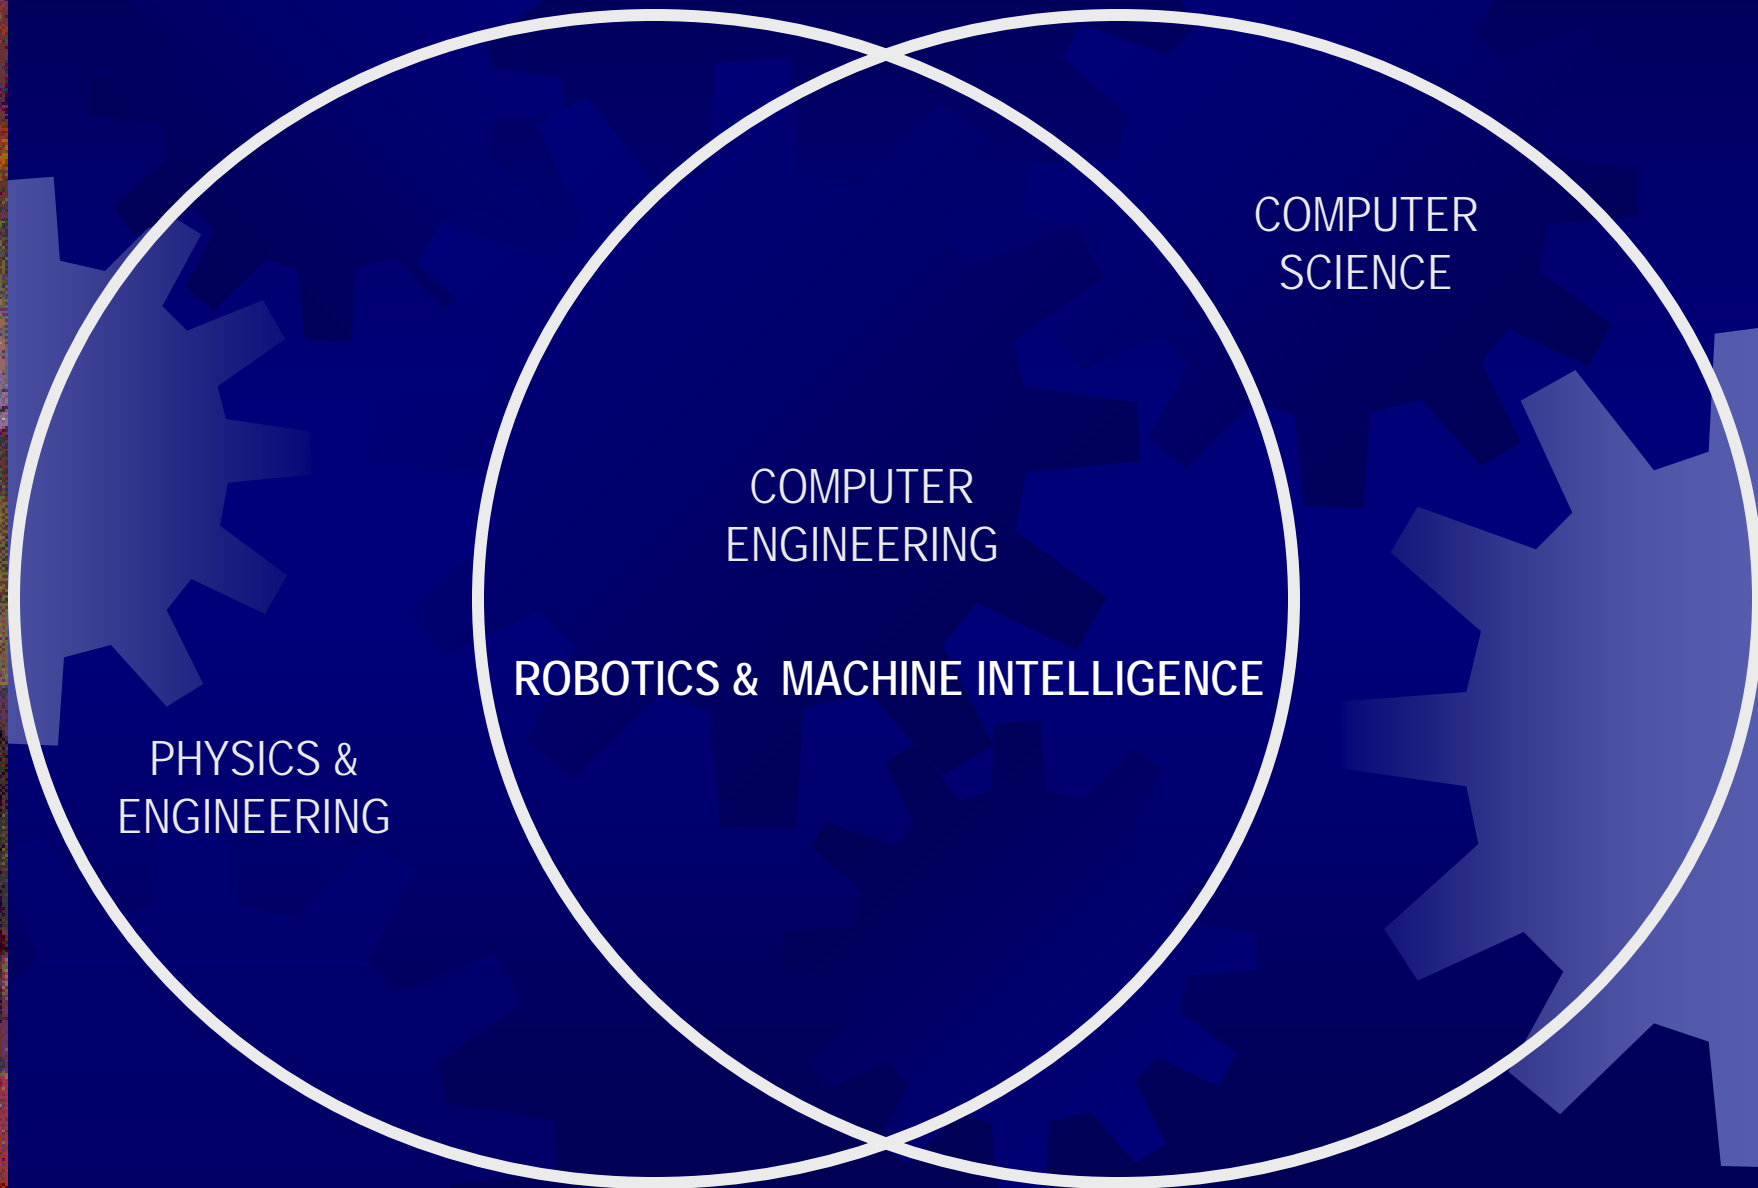 COMPUTER
SCIENCE
COMPUTER
ENGINEERING
ROBOTICS & MACHINE INTELLIGENCE
PHYSICS &
ENGINEERING